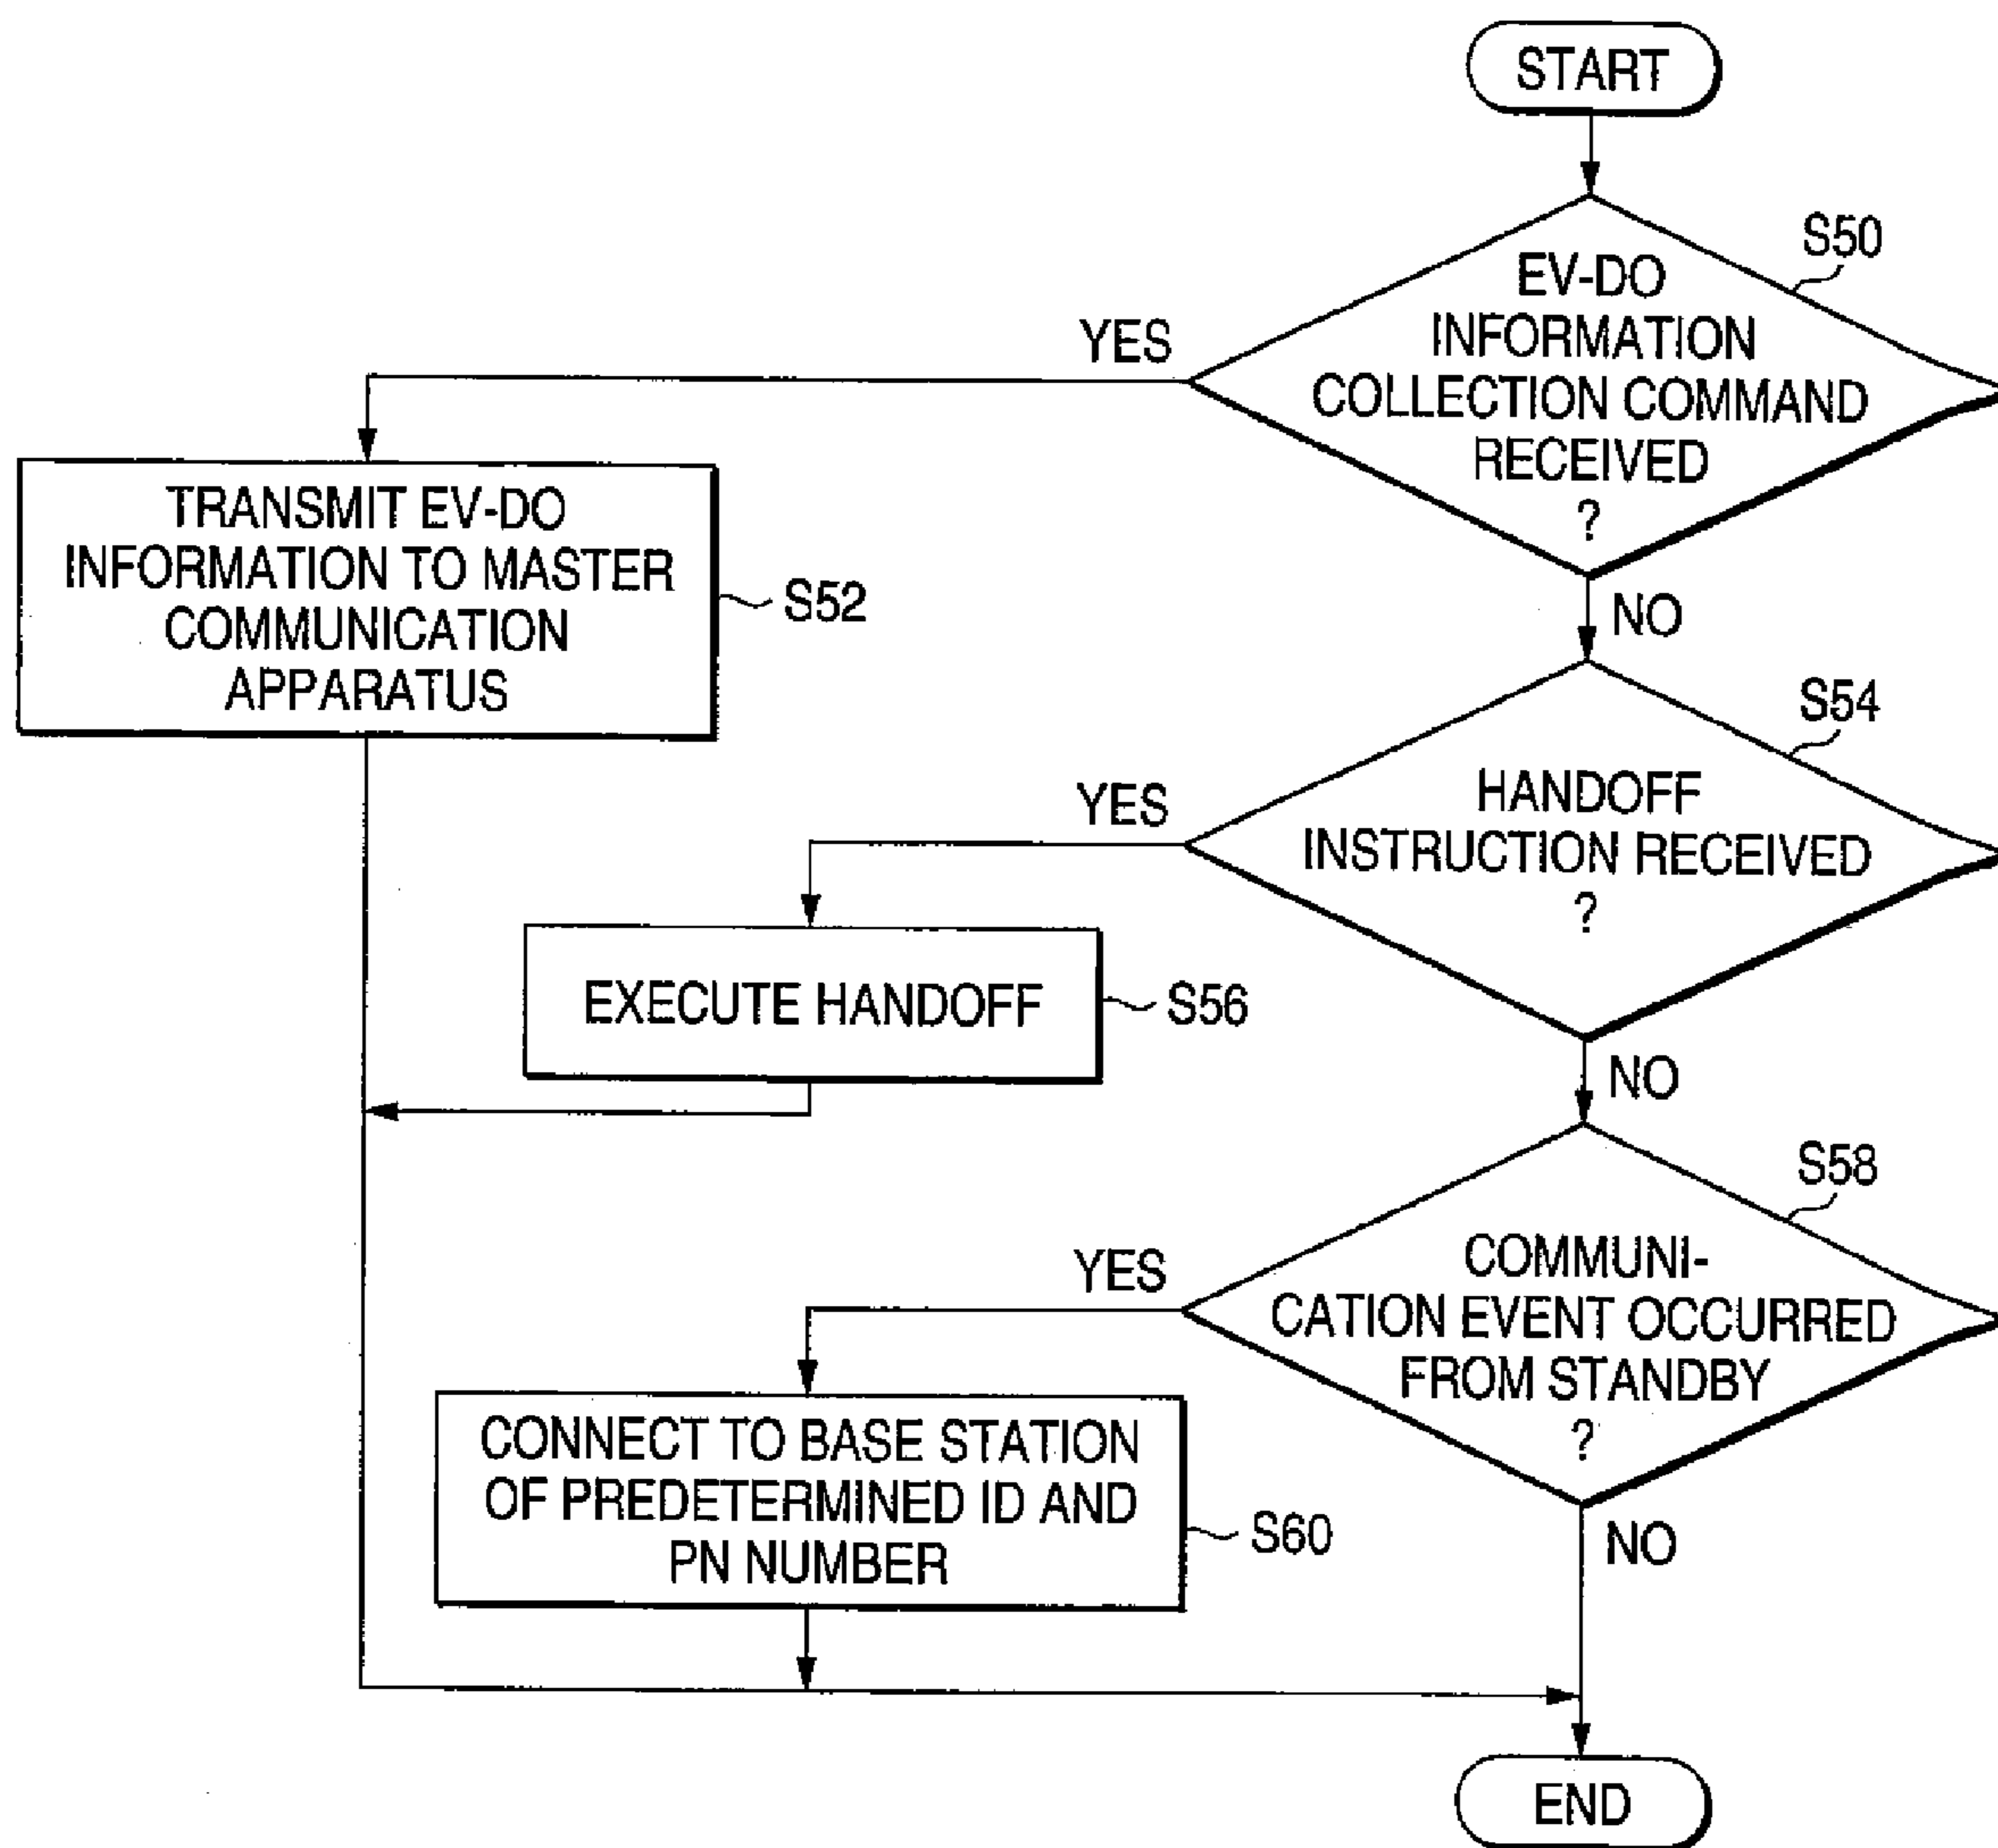 START
S50
EV-DO
INFORMATION
COLLECTION COMMAND
RECEIVED
?
YES
NO
TRANSMIT EV-DO
INFORMATION TO MASTER
COMMUNICATION
APPARATUS
S52
S54
HANDOFF
INSTRUCTION RECEIVED
?
YES
NO
EXECUTE HANDOFF
S56
S58
COMMUNI-
CATION EVENT OCCURRED
FROM STANDBY
?
YES
NO
CONNECT TO BASE STATION
OF PREDETERMINED ID AND
PN NUMBER
S60
END